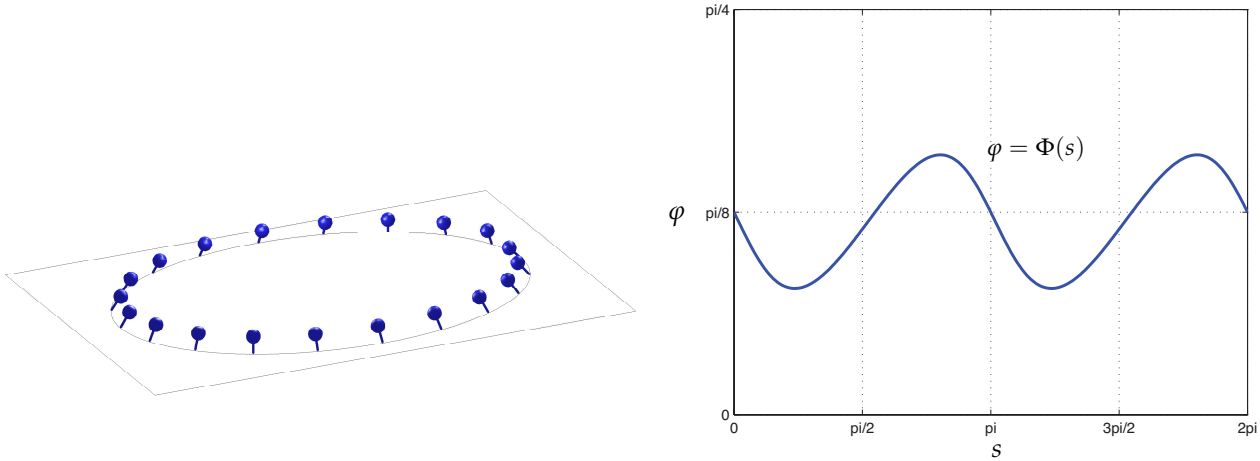 pi/4
φ = Φ(s)
φ
pi/8
0
0 pi/2 pi 3pi/2 2pi
s